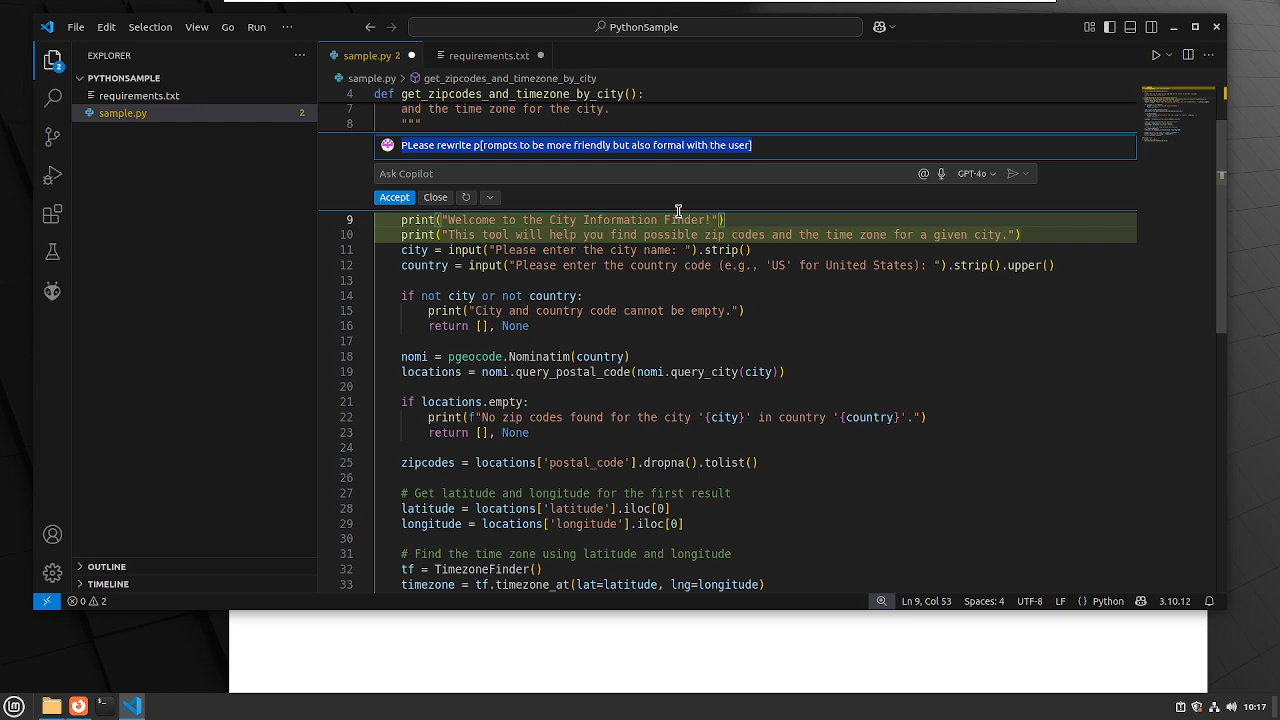 File Edit Selection View Go Run ··· PythonSample
EXPLORER ··· sample.py 2 requirements.txt
PYTHONSAMPLE
requirements.txt
sample.py 2
sample.py > get_zipcodes_and_timezone_by_city
4 def get_zipcodes_and_timezone_by_city():
7 and the time zone for the city.
8 """
PLease rewrite p[rompts to be more friendly but also formal with the user]
Ask Copilot @ GPT-4o
Accept Close
9 print("Welcome to the City Information Finder!")
10 print("This tool will help you find possible zip codes and the time zone for a given city.")
11 city = input("Please enter the city name: ").strip()
12 country = input("Please enter the country code (e.g., 'US' for United States): ").strip().upper()
13
14 if not city or not country:
15 print("City and country code cannot be empty.")
16 return [], None
17
18 nomi = pgeocode.Nominatim(country)
19 locations = nomi.query_postal_code(nomi.query_city(city))
20
21 if locations.empty:
22 print(f"No zip codes found for the city '{city}' in country '{country}'.")
23 return [], None
24
25 zipcodes = locations['postal_code'].dropna().tolist()
26
27 # Get latitude and longitude for the first result
28 latitude = locations['latitude'].iloc[0]
29 longitude = locations['longitude'].iloc[0]
30
31 # Find the time zone using latitude and longitude
32 tf = TimezoneFinder()
33 timezone = tf.timezone_at(lat=latitude, lng=longitude)
OUTLINE
TIMELINE
0 2 Ln 9, Col 53 Spaces: 4 UTF-8 LF {} Python 3.10.12
10:17